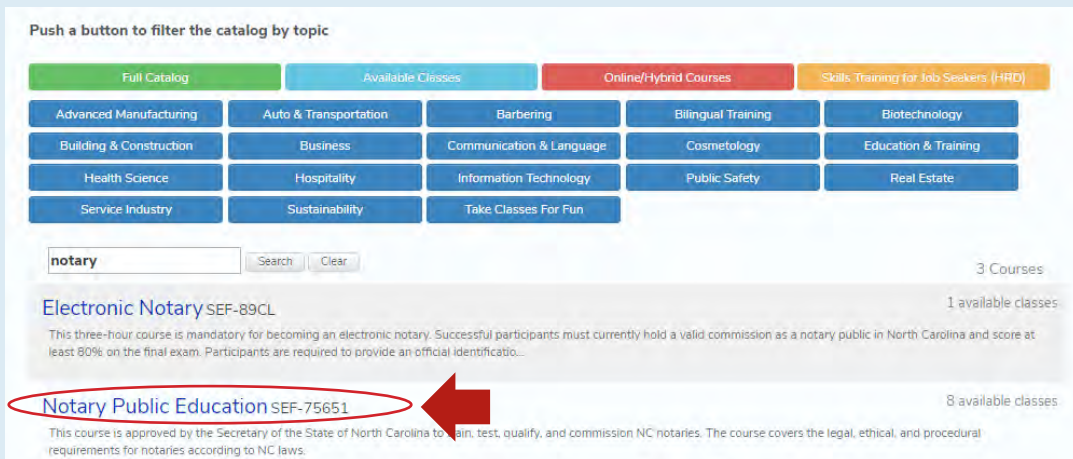 Push a button to filter the catalog by topic
Full Catalog Available Classes Online/Hybrid Courses Skills Training for Job Seekers (HRD)
Advanced Manufacturing Auto & Transportation Barbering Bilingual Training Biotechnology
Building & Construction Business Communication & Language Cosmetology Education & Training
Health Science Hospitality Information Technology Public Safety Real Estate
Service Industry Sustainability Take Classes For Fun
notary Search Clear
3 Courses
Electronic Notary SEF-89CL 1 available classes
This three-hour course is mandatory for becoming an electronic notary. Successful participants must currently hold a valid commission as a notary public in North Carolina and score at
least 80% on the final exam. Participants are required to provide an official identificatio...
Notary Public Education SEF-75651 8 available classes
This course is approved by the Secretary of the State of North Carolina to test, qualify, and commission NC notaries. The course covers the legal, ethical, and procedural
requirements for notaries according to NC laws.